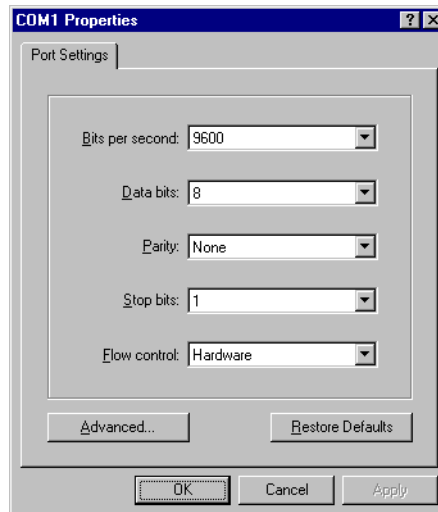 COM1 Properties
Port Settings
Bits per second: 9600
Data bits: 8
Parity: None
Stop bits: 1
Flow control: Hardware
Advanced... Restore Defaults
OK Cancel Apply